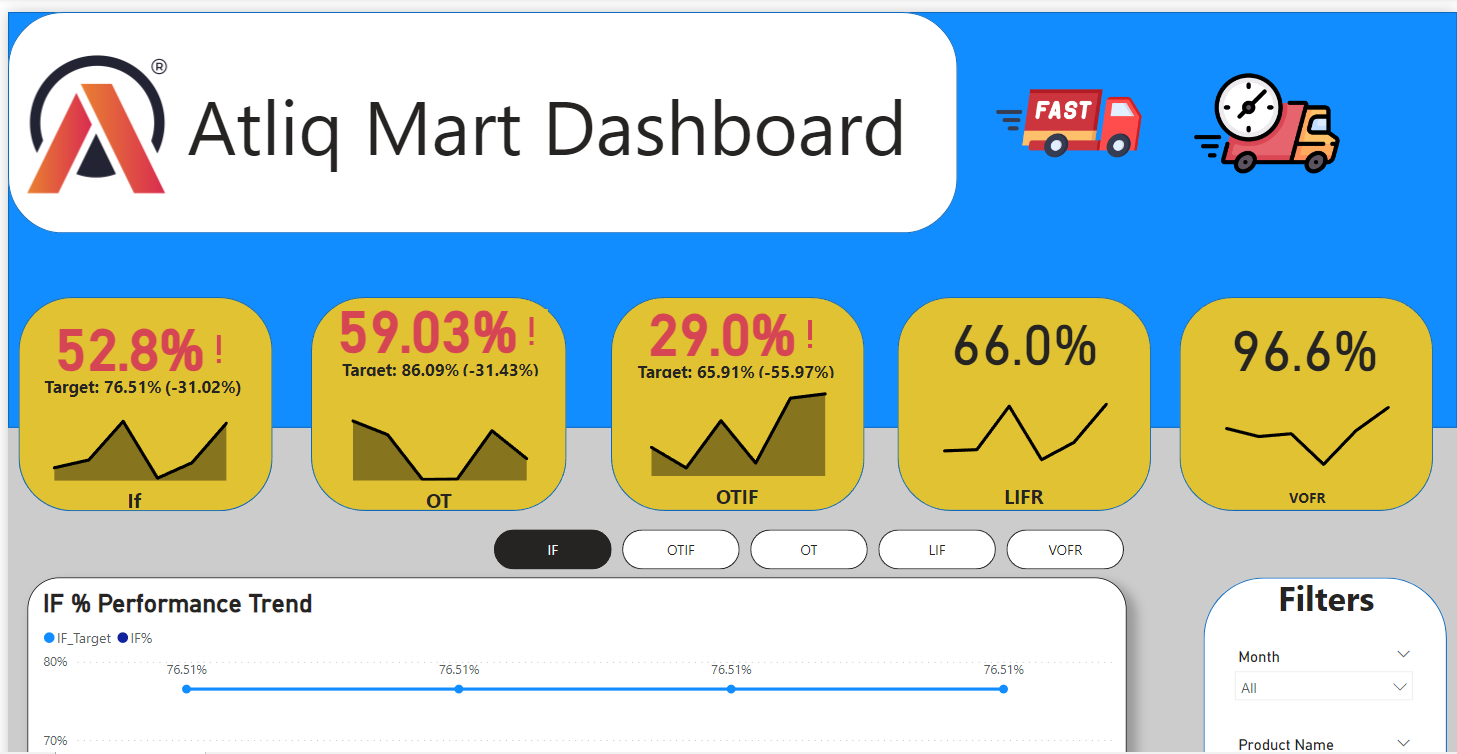 ®
Atliq Mart Dashboard
FAST
52.8% !
Target: 76.51% (-31.02%)
If
59.03% !
Target: 86.09% (-31.43%)
OT
29.0% !
Target: 65.91% (-55.97%)
OTIF
66.0%
LIFR
96.6%
VOFR
IF
OTIF
OT
LIF
VOFR
IF % Performance Trend
IF_Target IF%
80%
76.51% 76.51% 76.51% 76.51%
70%
Filters
Month
All
Product Name